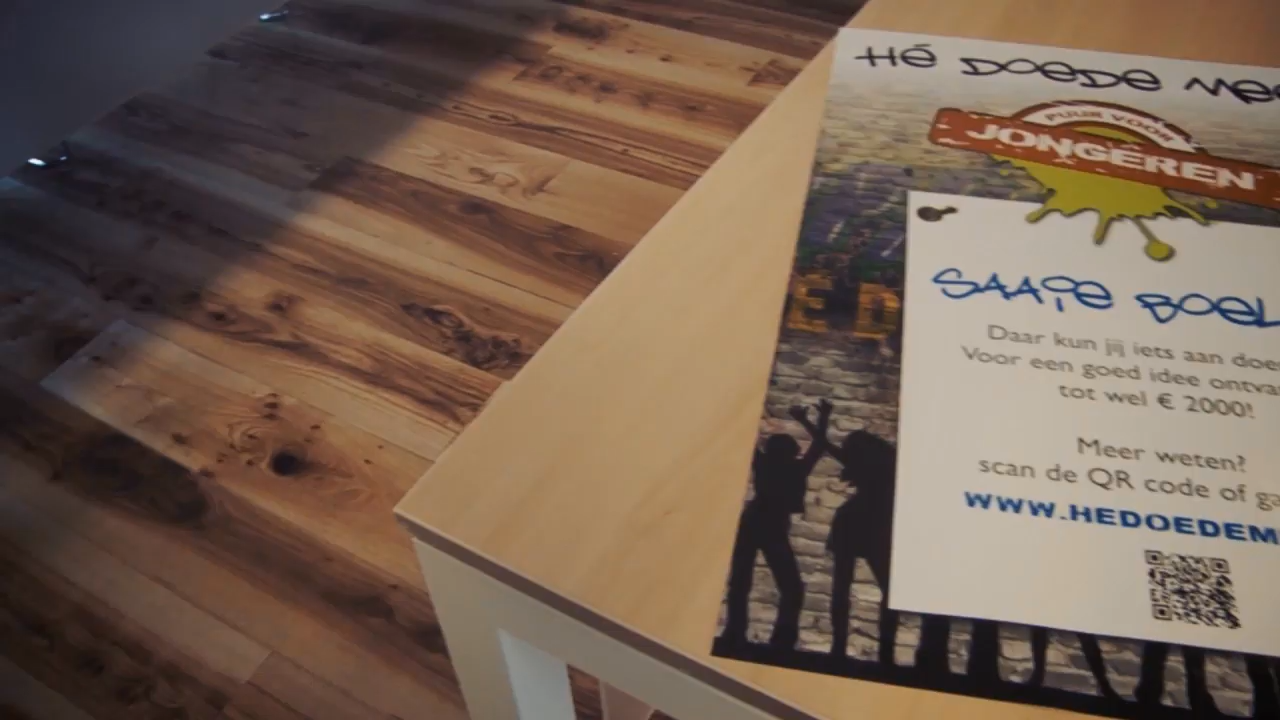 HÉ DOEDE MEE
PUUR VOOR
JONGEREN
SAAIE BOEL
Daar kun jij iets aan doe
Voor een goed idee ontva
tot wel € 2000!
Meer weten?
scan de QR code of ga
WWW.HEDOEDEM